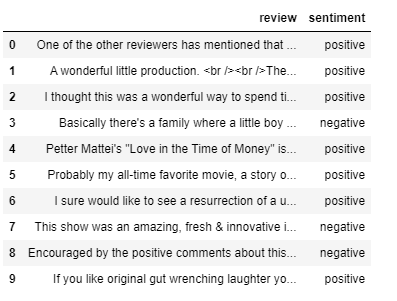 review sentiment
0 One of the other reviewers has mentioned that ... positive
1 A wonderful little production. <br /><br />The... positive
2 I thought this was a wonderful way to spend ti... positive
3 Basically there's a family where a little boy ... negative
4 Petter Mattei's "Love in the Time of Money" is... positive
5 Probably my all-time favorite movie, a story o... positive
6 I sure would like to see a resurrection of a u... positive
7 This show was an amazing, fresh & innovative i... negative
8 Encouraged by the positive comments about this... negative
9 If you like original gut wrenching laughter yo... positive